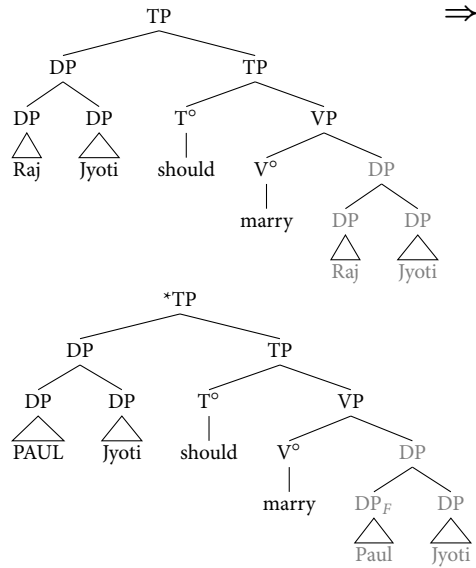 TP ⇒
DP TP
DP DP T° VP
Raj Jyoti should V° DP
marry DP DP
Raj Jyoti
*TP
DP TP
DP DP T° VP
PAUL Jyoti should V° DP
marry DP_F DP
Paul Jyoti